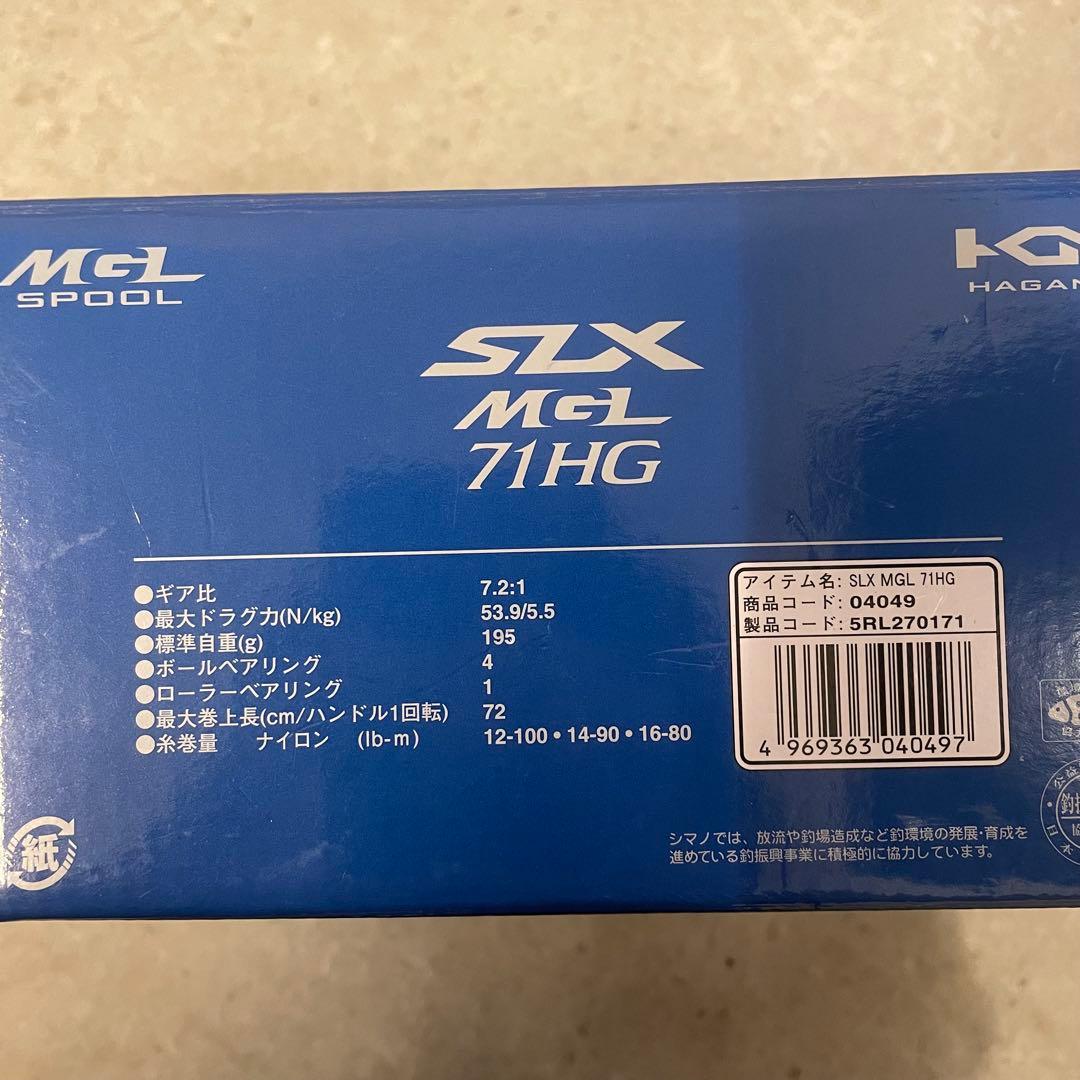 MGL
SPOOL
HAGAN
SLX
MGL
71HG
●ギア比 7.2:1
●最大ドラグ力(N/kg) 53.9/5.5
●標準自重(g) 195
●ボールベアリング 4
●ローラーベアリング 1
●最大巻上長(cm/ハンドル1回転) 72
●糸巻量 ナイロン (lb-m) 12-100・14-90・16-80
アイテム名: SLX MGL 71HG
商品コード: 04049
製品コード: 5RL270171
4 969363 040497
紙
シマノでは、放流や釣場造成など釣環境の発展・育成を
進めている釣振興事業に積極的に協力しています。